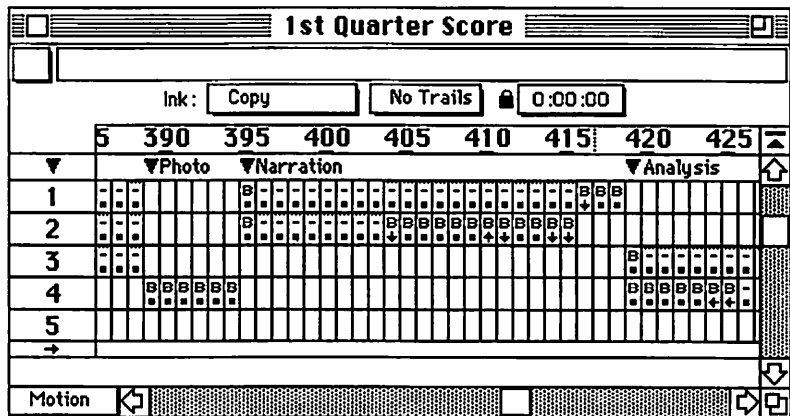 1st Quarter Score
Ink: Copy No Trails 0:00:00
5 390 395 400 405 410 415 420 425
Photo Narration Analysis
1 - - - B - - - - - - - - - - - - - - - - - - - - B B B
2 - - - B - - - - - - - - B B B B B B B B B B B B
3 - - - B - - - - - - -
4 B B B B B B B B B B B B B -
5
Motion